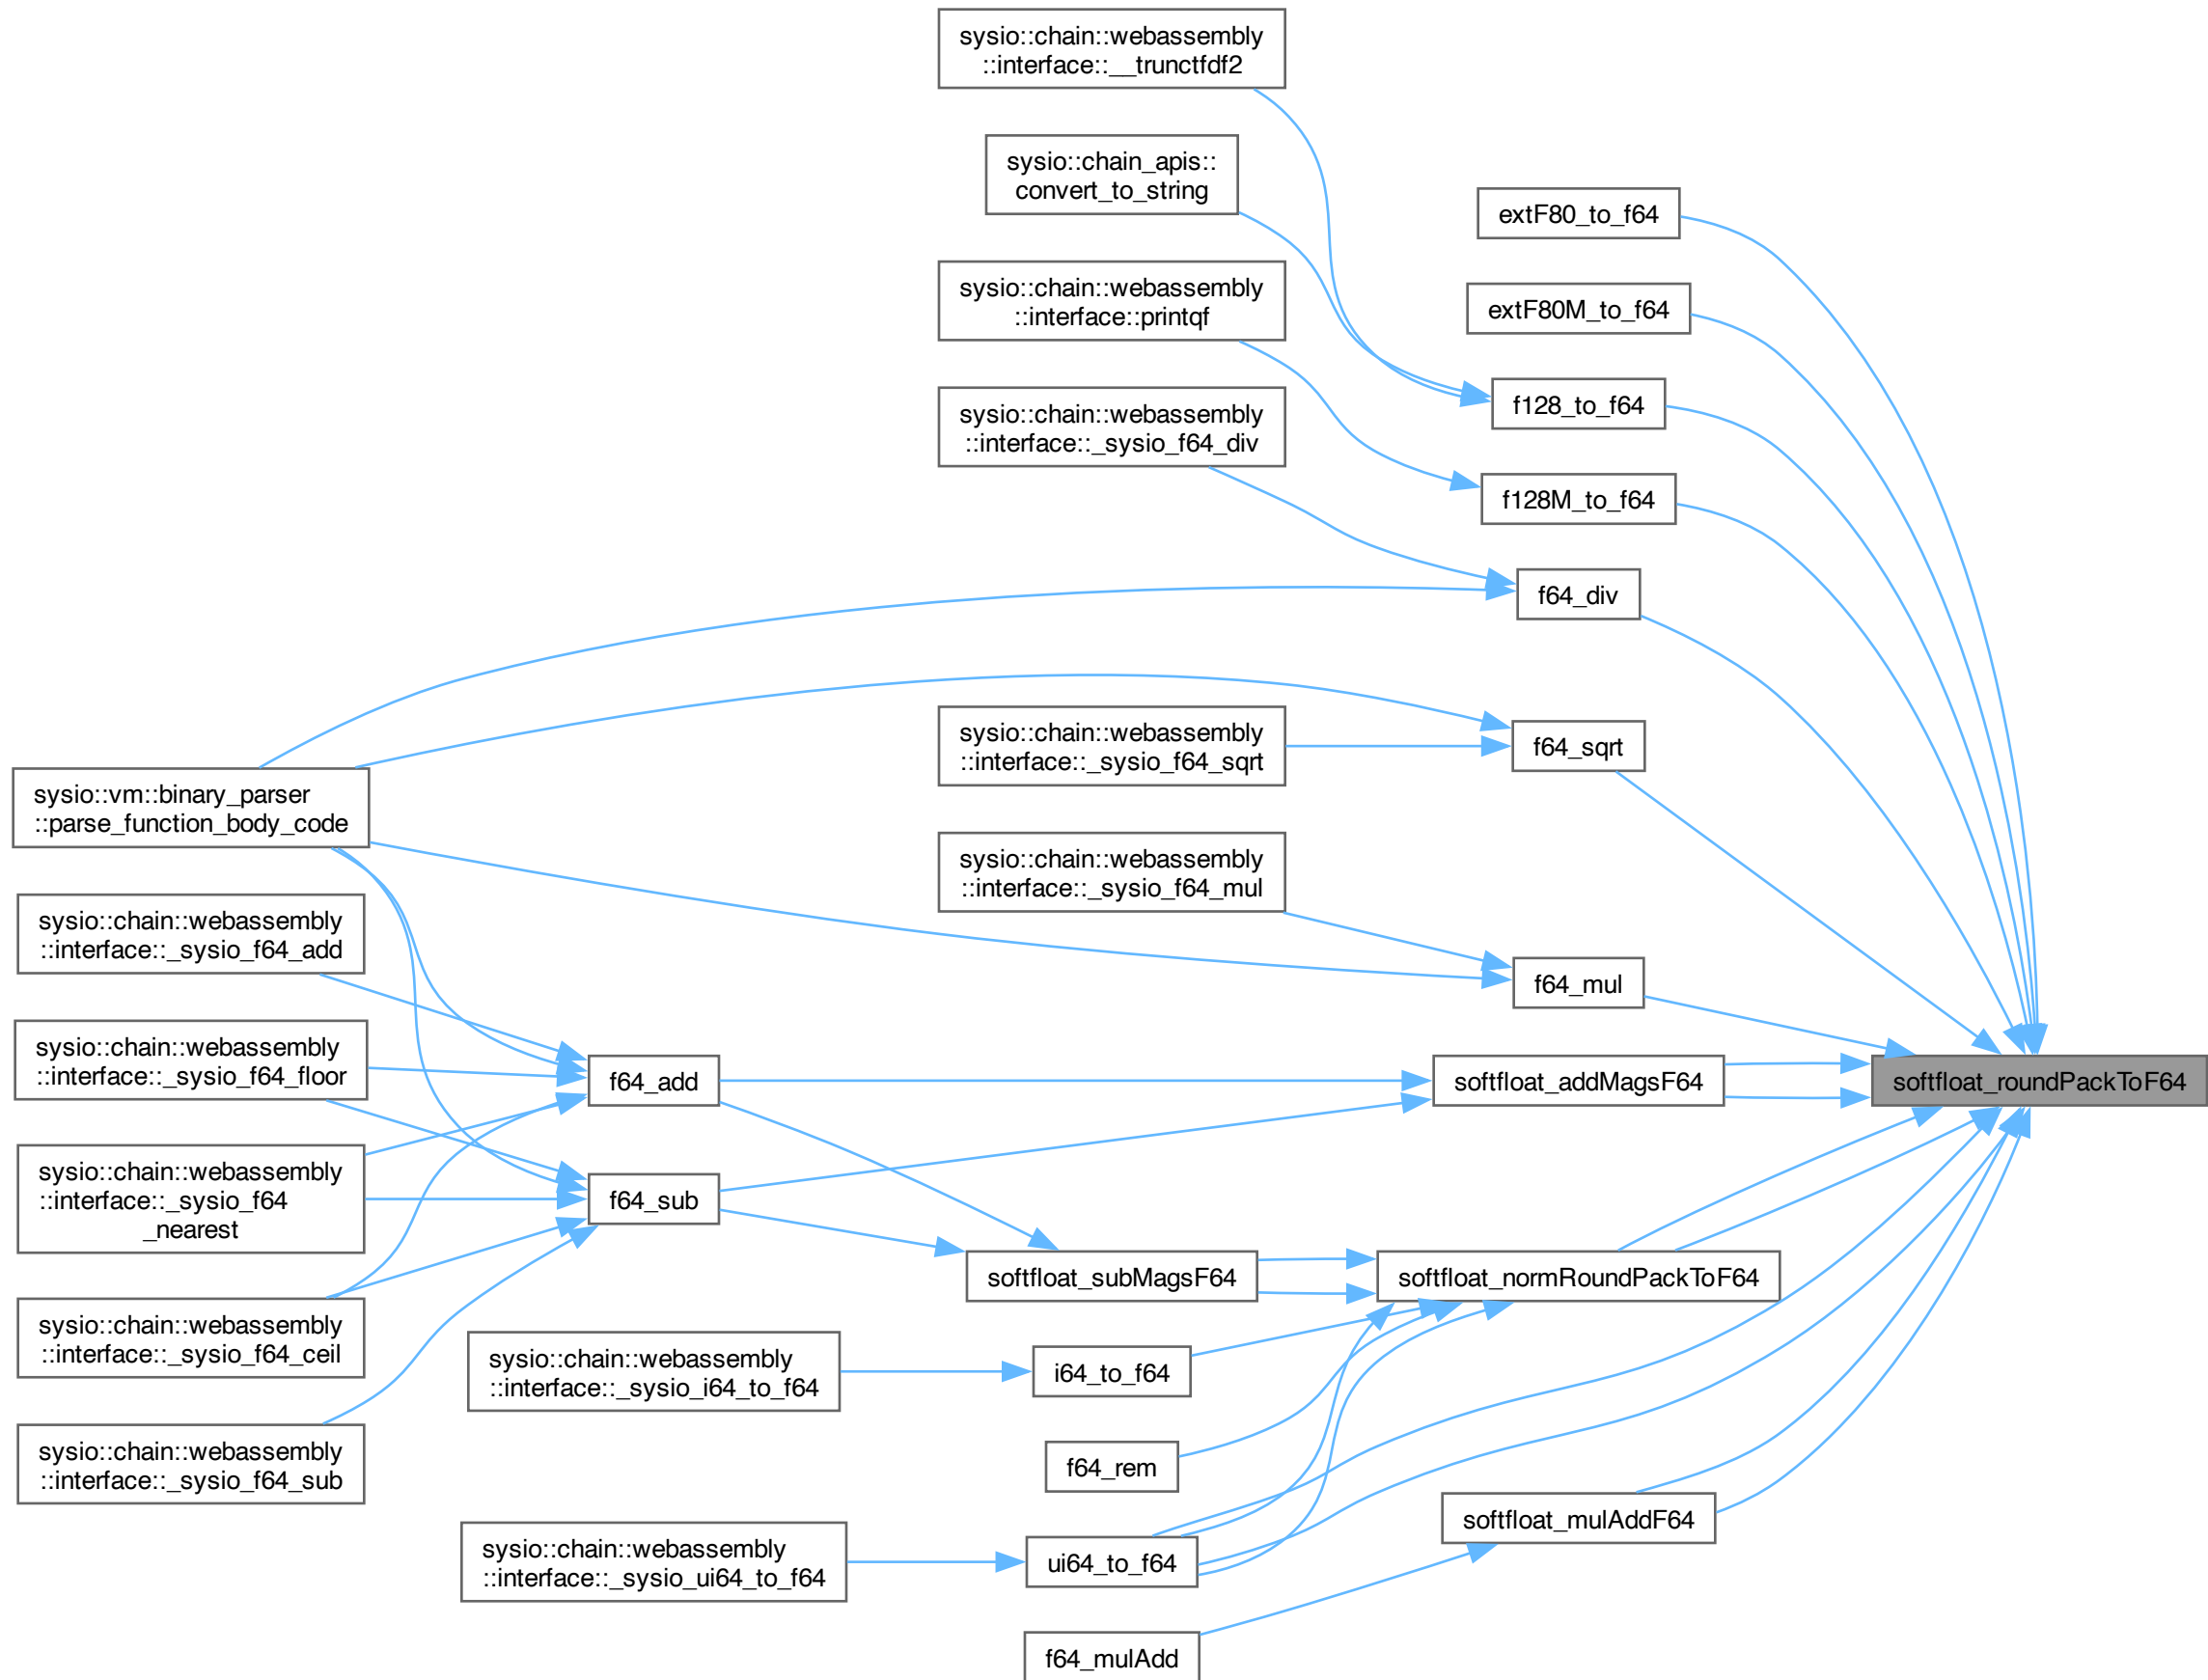 sysio::chain::webassembly
::interface::__trunctfdf2
sysio::chain_apis::
convert_to_string
extF80_to_f64
sysio::chain::webassembly
::interface::printqf
extF80M_to_f64
f128_to_f64
sysio::chain::webassembly
::interface::_sysio_f64_div
f128M_to_f64
f64_div
sysio::chain::webassembly
::interface::_sysio_f64_sqrt
f64_sqrt
sysio::vm::binary_parser
::parse_function_body_code
sysio::chain::webassembly
::interface::_sysio_f64_mul
sysio::chain::webassembly
::interface::_sysio_f64_add
f64_mul
sysio::chain::webassembly
::interface::_sysio_f64_floor
f64_add
softfloat_addMagsF64
softfloat_roundPackToF64
sysio::chain::webassembly
::interface::_sysio_f64
_nearest
f64_sub
softfloat_subMagsF64
softfloat_normRoundPackToF64
sysio::chain::webassembly
::interface::_sysio_f64_ceil
sysio::chain::webassembly
::interface::_sysio_i64_to_f64
i64_to_f64
sysio::chain::webassembly
::interface::_sysio_f64_sub
f64_rem
softfloat_mulAddF64
sysio::chain::webassembly
::interface::_sysio_ui64_to_f64
ui64_to_f64
f64_mulAdd